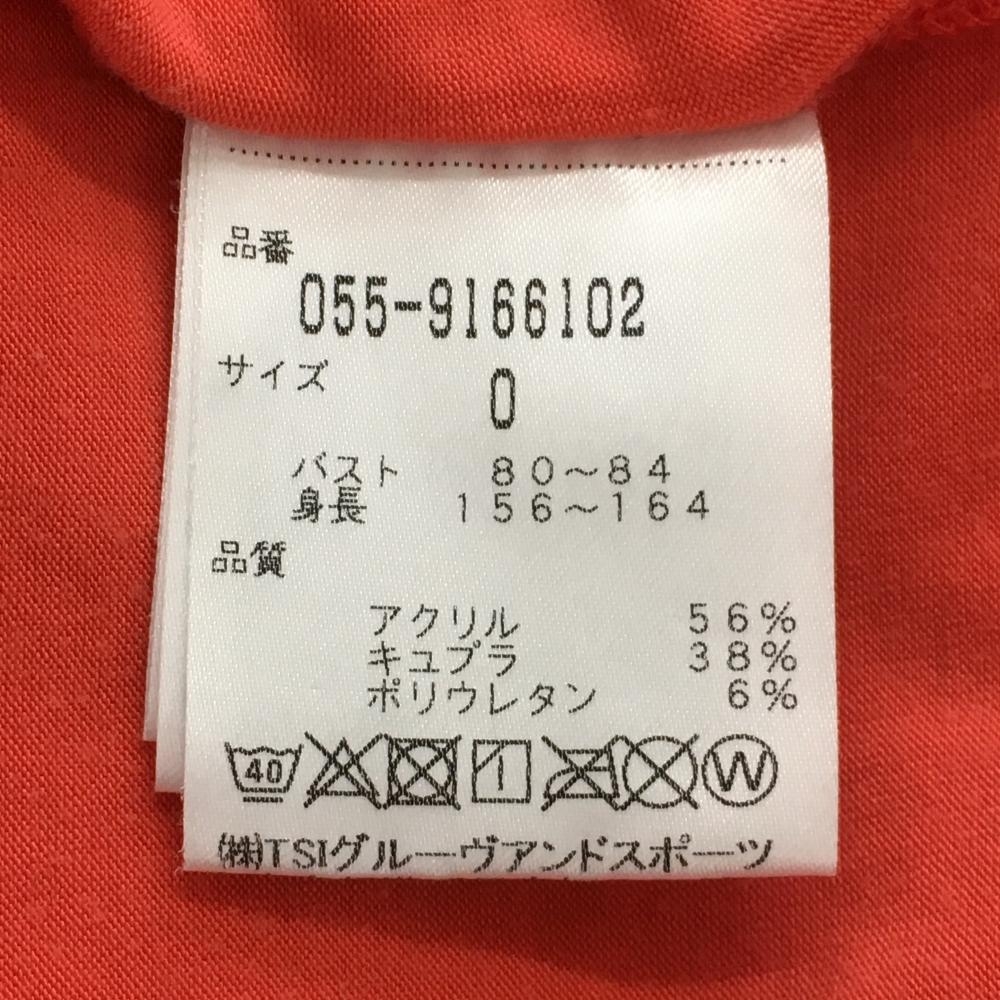 品番
055-9166102
サイズ
0
バスト 80〜84
身長 156〜164
品質
アクリル 56%
キュプラ 38%
ポリウレタン 6%
40 W
㈱TSIグルーヴアンドスポーツ